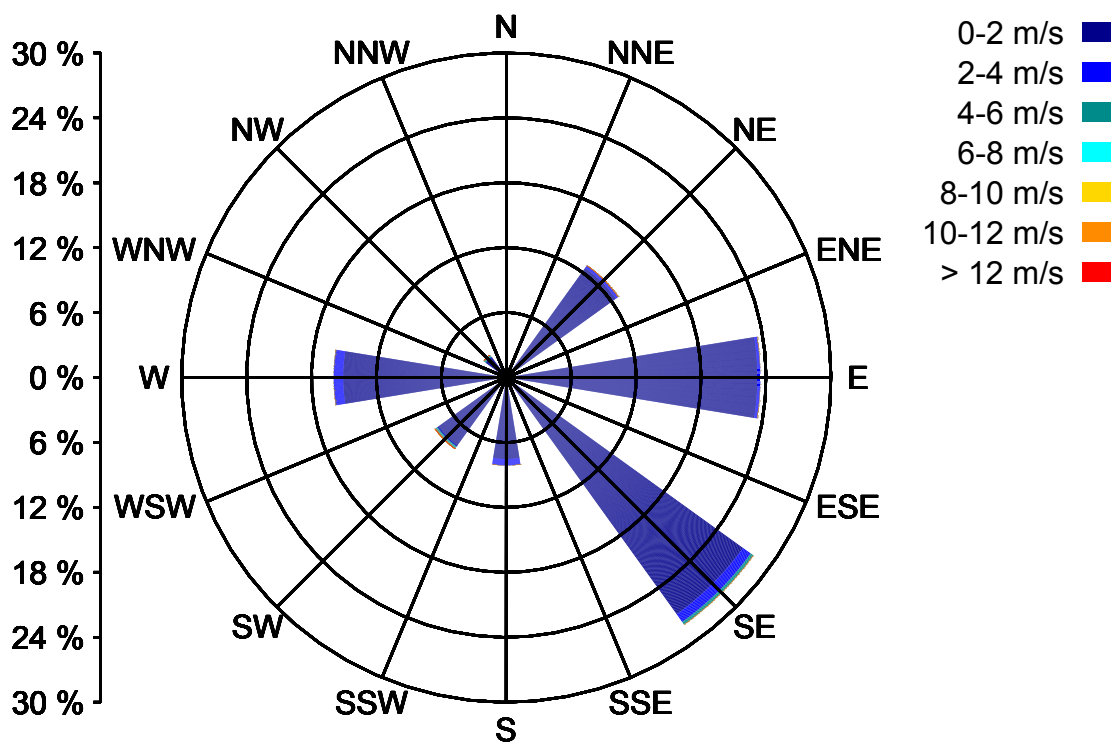 N
NNW
NNE
NW
NE
WNW
ENE
W
E
WSW
ESE
SW
SE
SSW
SSE
S
30 %
24 %
18 %
12 %
6 %
0 %
6 %
12 %
18 %
24 %
30 %
0-2 m/s
2-4 m/s
4-6 m/s
6-8 m/s
8-10 m/s
10-12 m/s
> 12 m/s